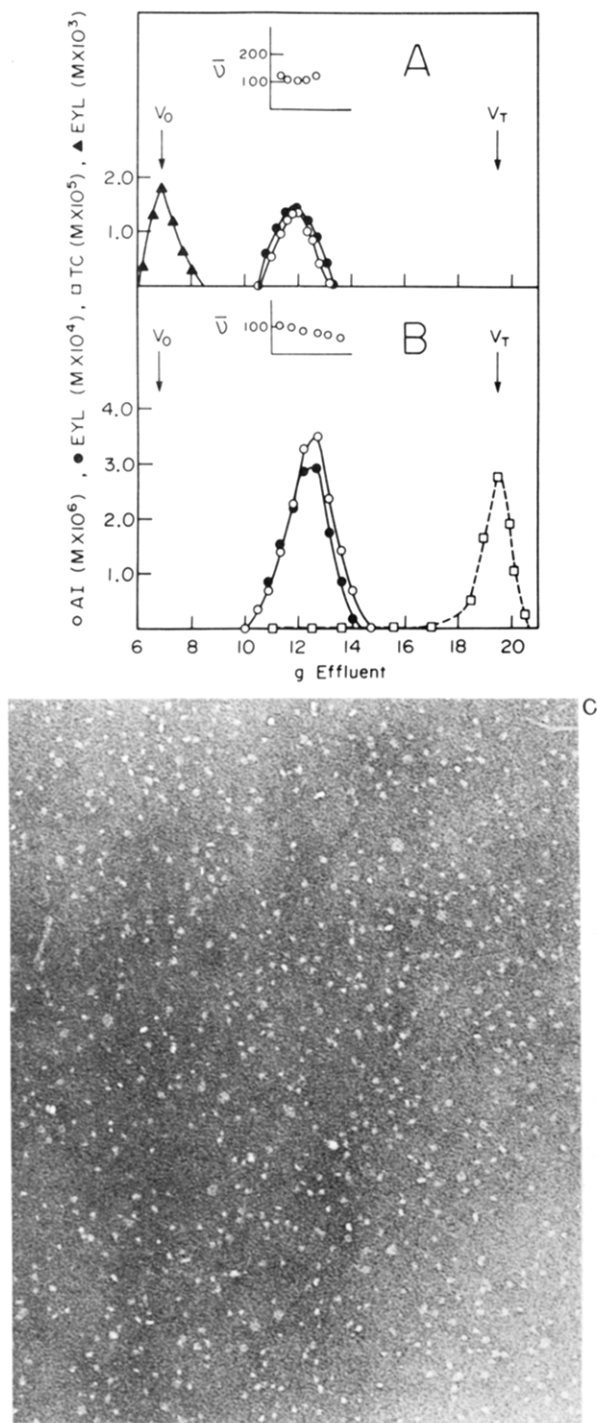 ○ AI (M×10⁶), ● EYL (M×10⁴), □ TC (M×10⁵), ▲ EYL (M×10³)
A
ν̄
200
100
V₀
V_T
2.0
1.0
B
ν̄
100
V₀
V_T
4.0
3.0
2.0
1.0
6 8 10 12 14 16 18 20
g Effluent
C